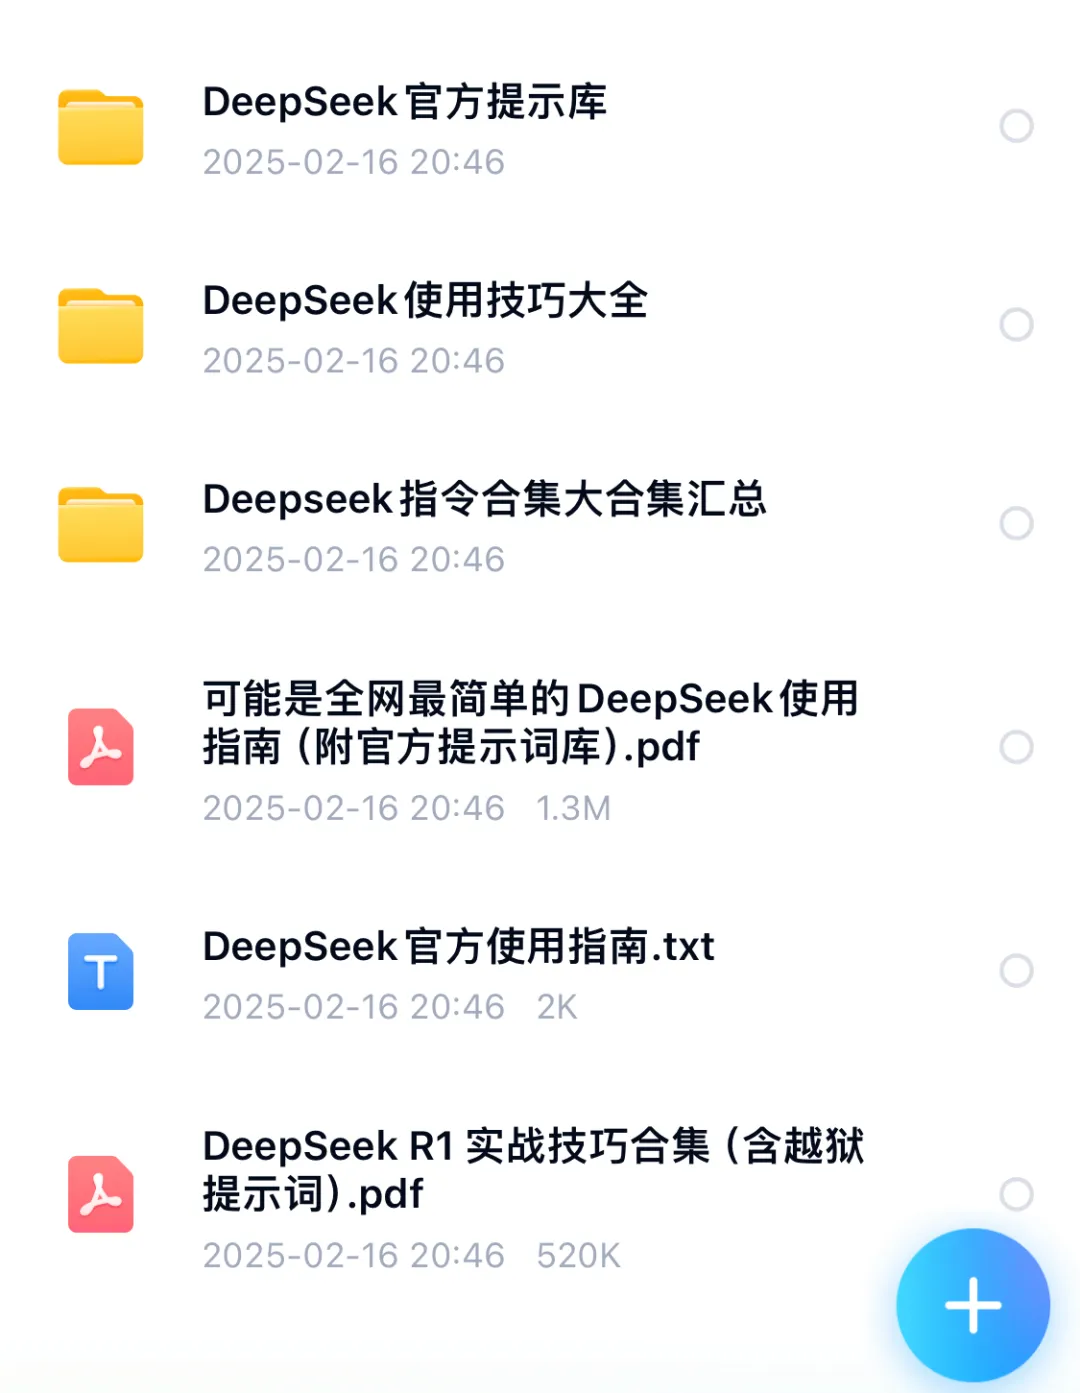 DeepSeek官方提示库
2025-02-16 20:46
DeepSeek使用技巧大全
2025-02-16 20:46
Deepseek指令合集大合集汇总
2025-02-16 20:46
可能是全网最简单的DeepSeek使用
指南（附官方提示词库）.pdf
2025-02-16 20:46 1.3M
DeepSeek官方使用指南.txt
2025-02-16 20:46 2K
DeepSeek R1 实战技巧合集（含越狱
提示词）.pdf
2025-02-16 20:46 520K